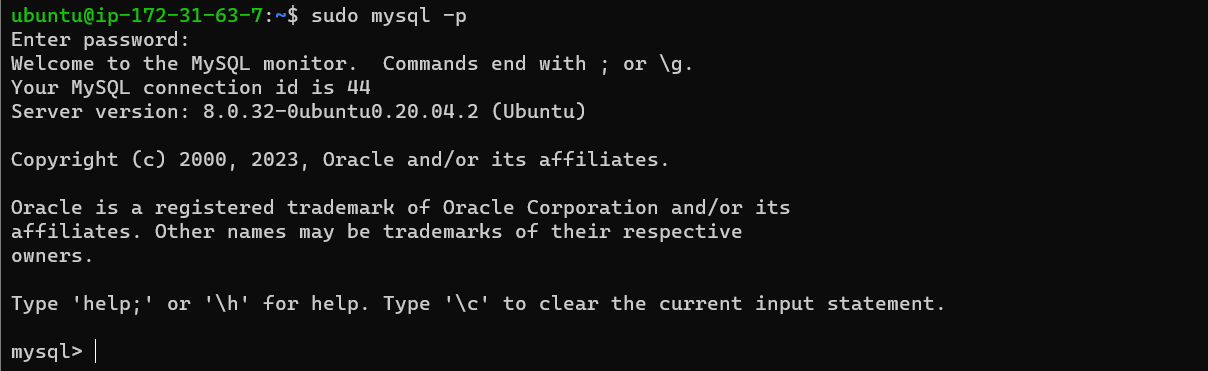 ubuntu@ip-172-31-63-7:~$ sudo mysql -p
Enter password:
Welcome to the MySQL monitor.  Commands end with ; or \g.
Your MySQL connection id is 44
Server version: 8.0.32-0ubuntu0.20.04.2 (Ubuntu)
Copyright (c) 2000, 2023, Oracle and/or its affiliates.
Oracle is a registered trademark of Oracle Corporation and/or its
affiliates. Other names may be trademarks of their respective
owners.
Type 'help;' or '\h' for help. Type '\c' to clear the current input statement.
mysql>